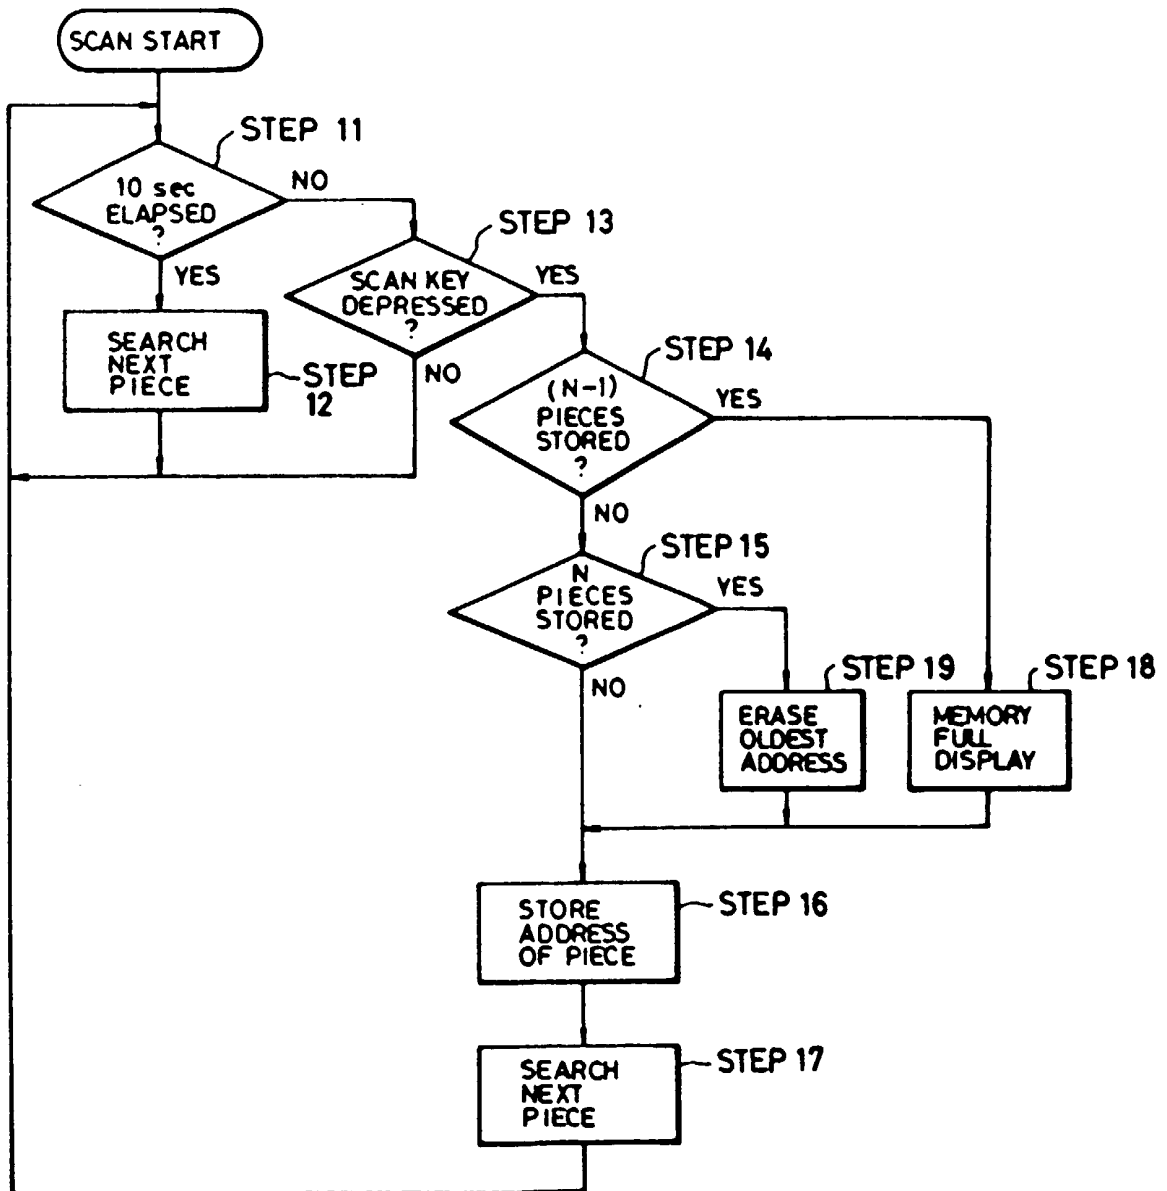 SCAN START
STEP 11
10 sec
ELAPSED
?
NO
YES
STEP 13
SCAN KEY
DEPRESSED
?
YES
NO
SEARCH
NEXT
PIECE
STEP
12
STEP 14
(N-1)
PIECES
STORED
?
YES
NO
STEP 15
N
PIECES
STORED
?
YES
NO
STEP 19
ERASE
OLDEST
ADDRESS
STEP 18
MEMORY
FULL
DISPLAY
STEP 16
STORE
ADDRESS
OF PIECE
STEP 17
SEARCH
NEXT
PIECE